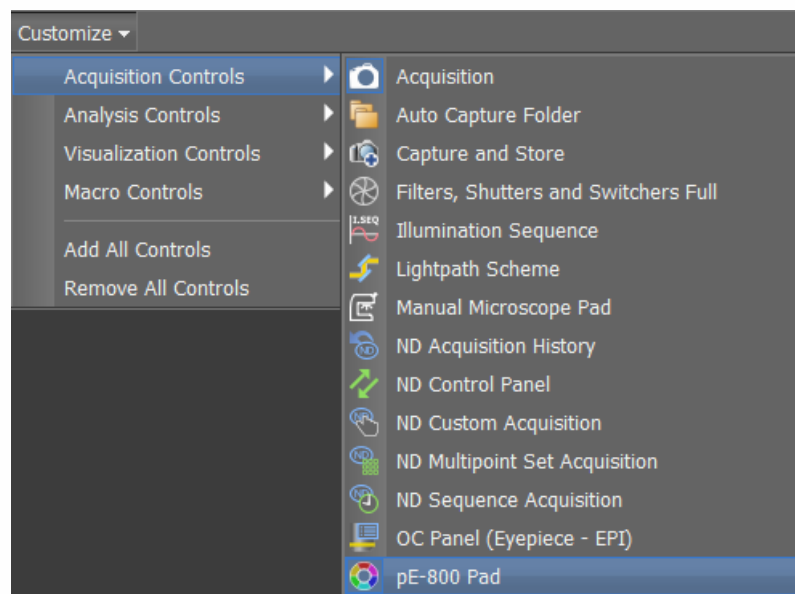 Customize
Acquisition Controls
Analysis Controls
Visualization Controls
Macro Controls
Add All Controls
Remove All Controls
Acquisition
Auto Capture Folder
Capture and Store
Filters, Shutters and Switchers Full
I.SEQ
Illumination Sequence
Lightpath Scheme
Manual Microscope Pad
ND
ND Acquisition History
ND Control Panel
ND
ND Custom Acquisition
ND
ND Multipoint Set Acquisition
ND
ND Sequence Acquisition
OC Panel (Eyepiece - EPI)
pE-800 Pad